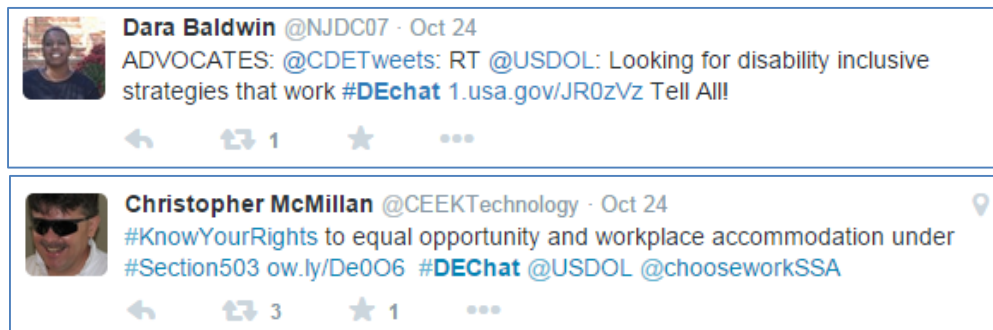 Dara Baldwin @NJDC07 · Oct 24
ADVOCATES: @CDETweets: RT @USDOL: Looking for disability inclusive
strategies that work #DEchat 1.usa.gov/JR0zVz Tell All!
1
Christopher McMillan @CEEKTechnology · Oct 24
#KnowYourRights to equal opportunity and workplace accommodation under
#Section503 ow.ly/De0O6 #DEChat @USDOL @chooseworkSSA
3 1